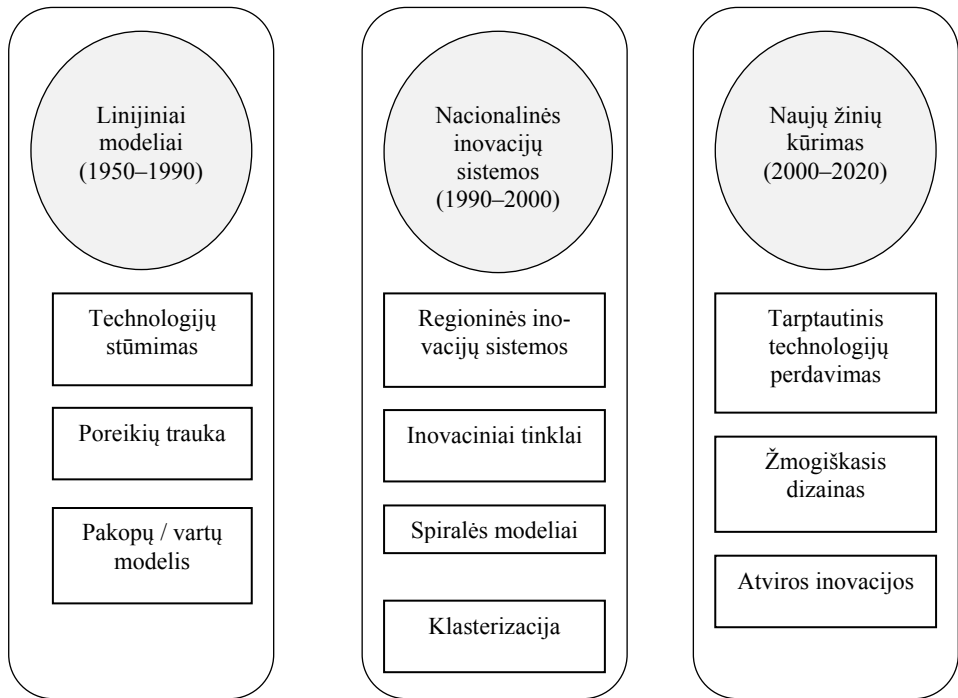 Linijiniai
modeliai
(1950–1990)
Technologijų
stūmimas
Poreikių trauka
Pakopų / vartų
modelis
Nacionalinės
inovacijų
sistemos
(1990–2000)
Regioninės ino-
vacijų sistemos
Inovaciniai tinklai
Spiralės modeliai
Klasterizacija
Naujų žinių
kūrimas
(2000–2020)
Tarptautinis
technologijų
perdavimas
Žmogiškasis
dizainas
Atviros inovacijos